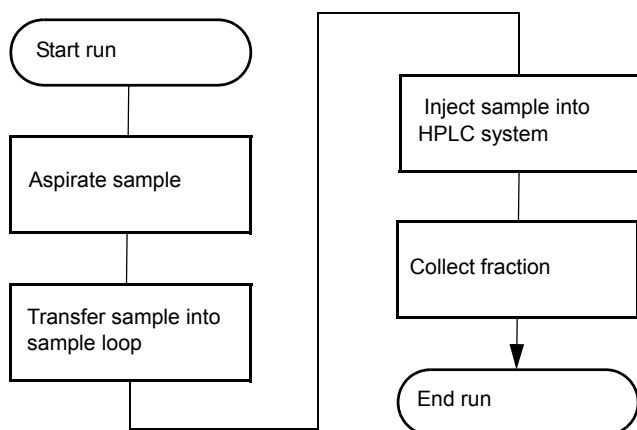 Start run
Aspirate sample
Transfer sample into
sample loop
Inject sample into
HPLC system
Collect fraction
End run